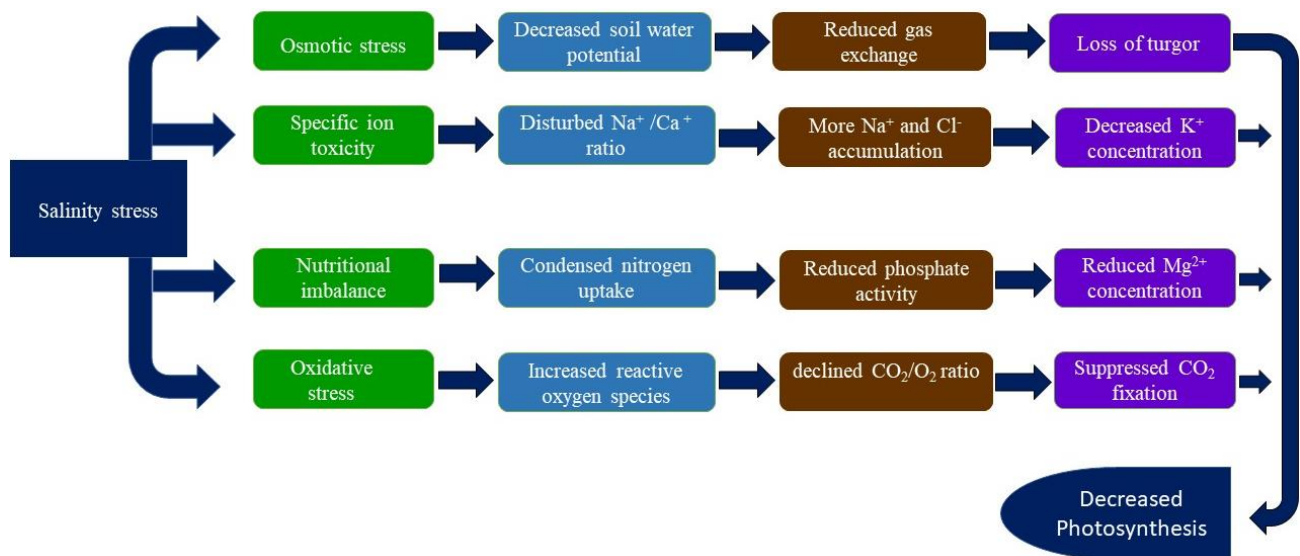 Osmotic stress
Decreased soil water
potential
Reduced gas
exchange
Loss of turgor
Specific ion
toxicity
Disturbed Na⁺ /Ca⁺
ratio
More Na⁺ and Cl⁻
accumulation
Decreased K⁺
concentration
Salinity stress
Nutritional
imbalance
Condensed nitrogen
uptake
Reduced phosphate
activity
Reduced Mg²⁺
concentration
Oxidative
stress
Increased reactive
oxygen species
declined CO₂/O₂ ratio
Suppressed CO₂
fixation
Decreased
Photosynthesis